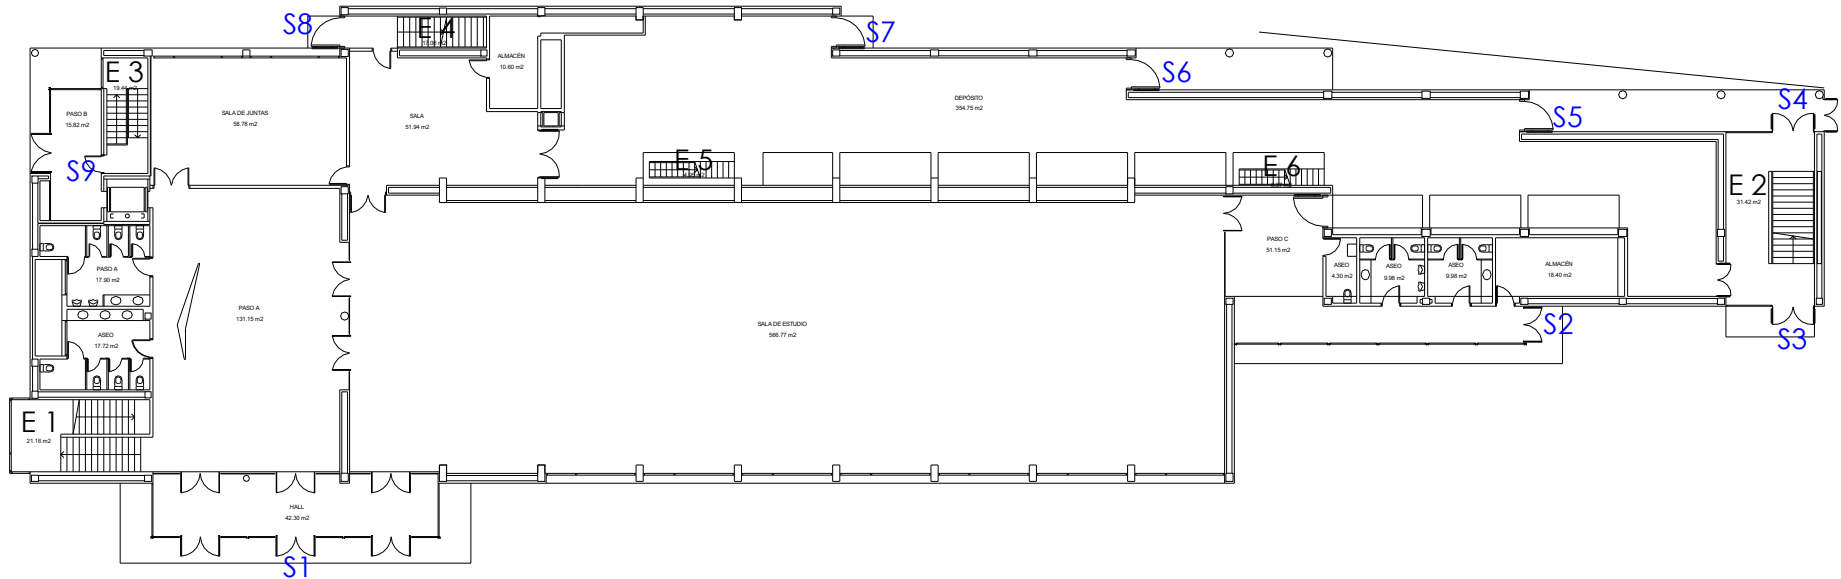 S8
E 4
S7
ALMACÉN
10.60 m2
S6
E 3
19.44 m2
DEPÓSITO
354.75 m2
S4
PASO B
15.82 m2
SALA DE JUNTAS
58.78 m2
SALA
51.94 m2
S5
S9
E 5
E 6
E 2
31.42 m2
PASO C
51.15 m2
PASO A
17.90 m2
ASEO
4.30 m2
ASEO
9.98 m2
ASEO
9.98 m2
ALMACÉN
18.40 m2
PASO A
131.15 m2
SALA DE ESTUDIO
566.77 m2
S2
S3
ASEO
17.72 m2
E 1
21.16 m2
HALL
42.30 m2
S1